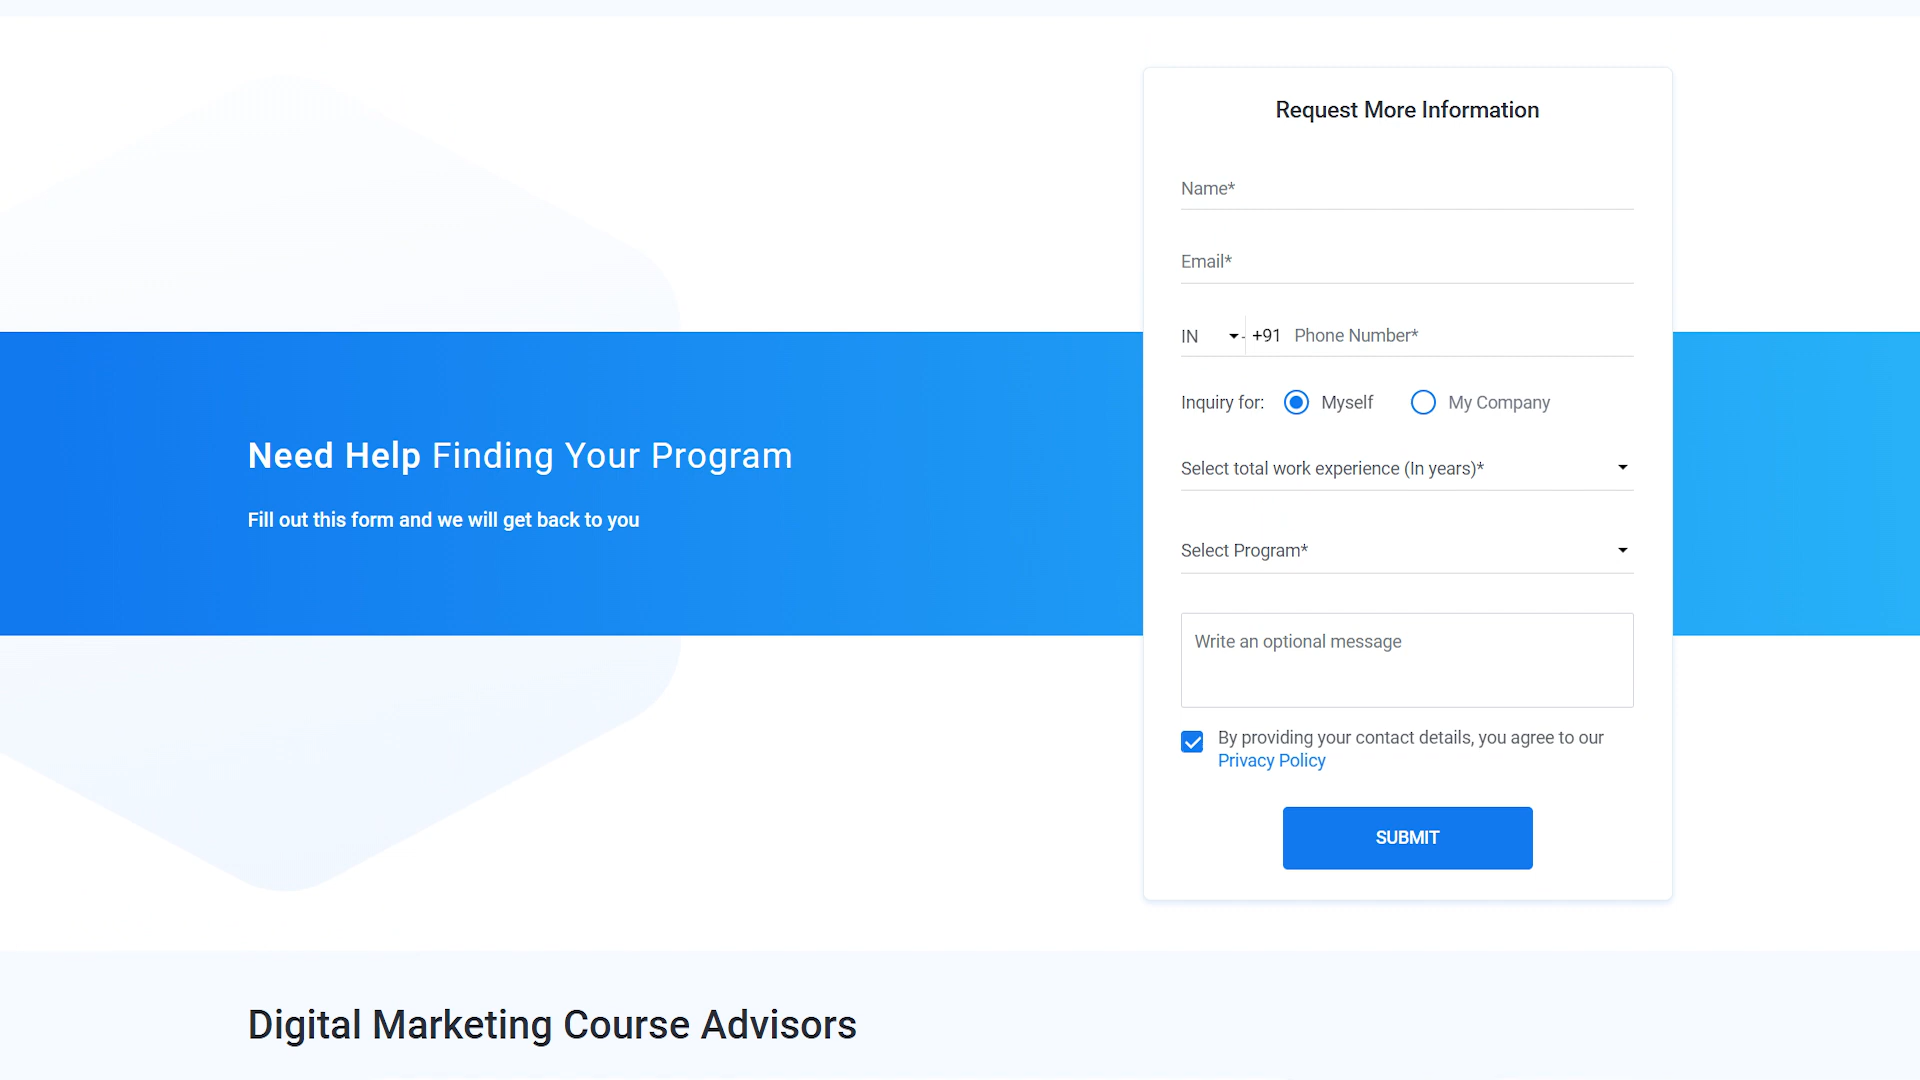 Request More Information
Name*
Email*
IN +91 Phone Number*
Inquiry for: Myself My Company
Need Help Finding Your Program
Select total work experience (In years)*
Fill out this form and we will get back to you
Select Program*
Write an optional message
By providing your contact details, you agree to our
Privacy Policy
SUBMIT
Digital Marketing Course Advisors